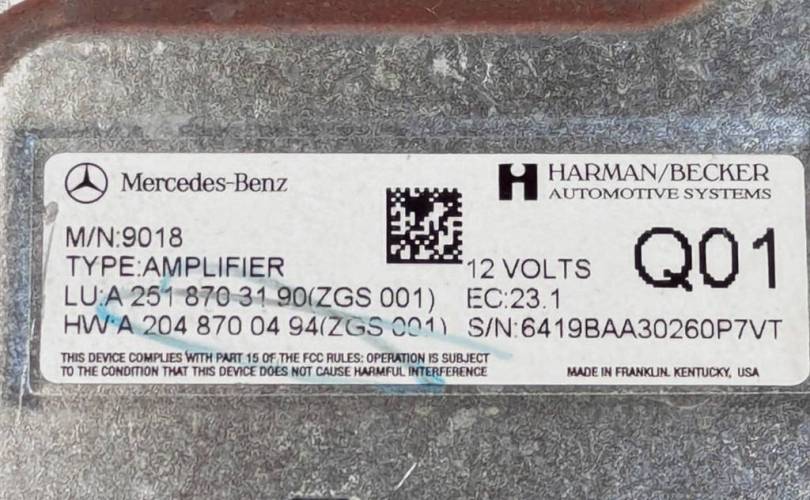 Mercedes-Benz
HARMAN/BECKER
AUTOMOTIVE SYSTEMS
M/N:9018
TYPE:AMPLIFIER
12 VOLTS
Q01
LU:A 251 870 31 90(ZGS 001)
EC:23.1
HW:A 204 870 04 94(ZGS 001)
S/N:6419BAA30260P7VT
THIS DEVICE COMPLIES WITH PART 15 OF THE FCC RULES: OPERATION IS SUBJECT
TO THE CONDITION THAT THIS DEVICE DOES NOT CAUSE HARMFUL INTERFERENCE
MADE IN FRANKLIN. KENTUCKY, USA